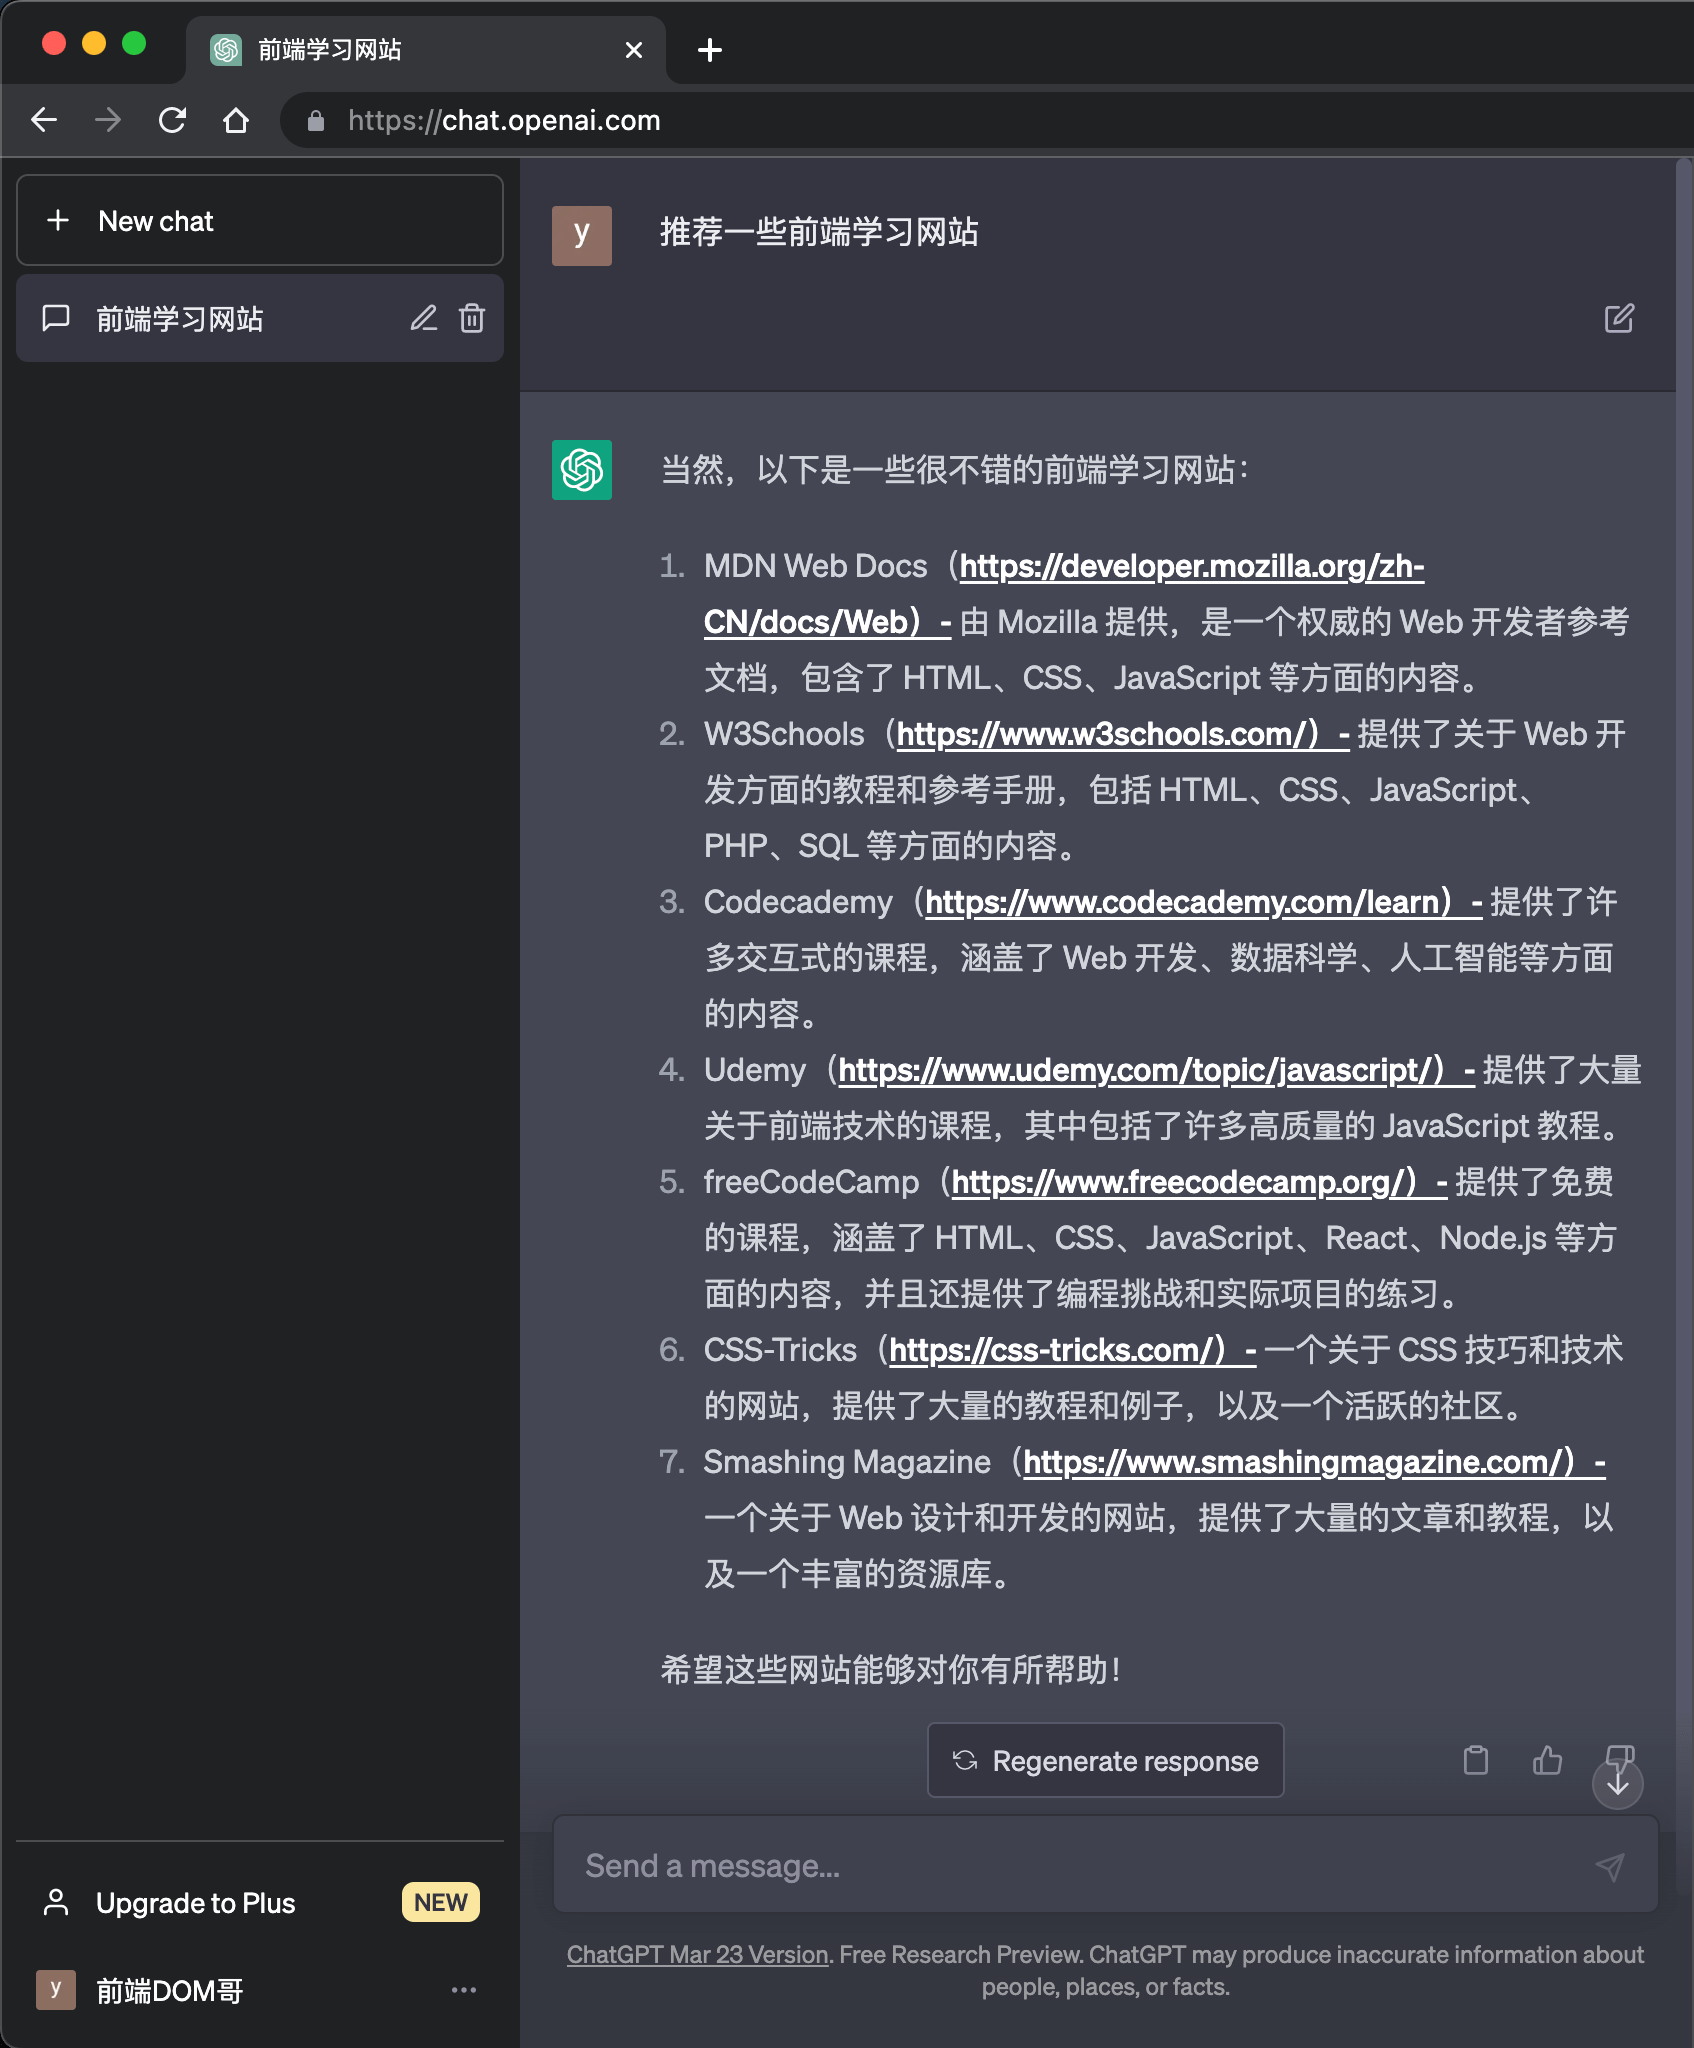 前端学习网站
https://chat.openai.com
New chat
前端学习网站
y
推荐一些前端学习网站
当然，以下是一些很不错的前端学习网站：
1. MDN Web Docs（https://developer.mozilla.org/zh-
CN/docs/Web）- 由 Mozilla 提供，是一个权威的 Web 开发者参考
文档，包含了 HTML、CSS、JavaScript 等方面的内容。
2. W3Schools（https://www.w3schools.com/）- 提供了关于 Web 开
发方面的教程和参考手册，包括 HTML、CSS、JavaScript、
PHP、SQL 等方面的内容。
3. Codecademy（https://www.codecademy.com/learn）- 提供了许
多交互式的课程，涵盖了 Web 开发、数据科学、人工智能等方面
的内容。
4. Udemy（https://www.udemy.com/topic/javascript/）- 提供了大量
关于前端技术的课程，其中包括了许多高质量的 JavaScript 教程。
5. freeCodeCamp（https://www.freecodecamp.org/）- 提供了免费
的课程，涵盖了 HTML、CSS、JavaScript、React、Node.js 等方
面的内容，并且还提供了编程挑战和实际项目的练习。
6. CSS-Tricks（https://css-tricks.com/）- 一个关于 CSS 技巧和技术
的网站，提供了大量的教程和例子，以及一个活跃的社区。
7. Smashing Magazine（https://www.smashingmagazine.com/）-
一个关于 Web 设计和开发的网站，提供了大量的文章和教程，以
及一个丰富的资源库。
希望这些网站能够对你有所帮助！
Regenerate response
Send a message...
Upgrade to Plus NEW
y 前端DOM哥
ChatGPT Mar 23 Version. Free Research Preview. ChatGPT may produce inaccurate information about
people, places, or facts.